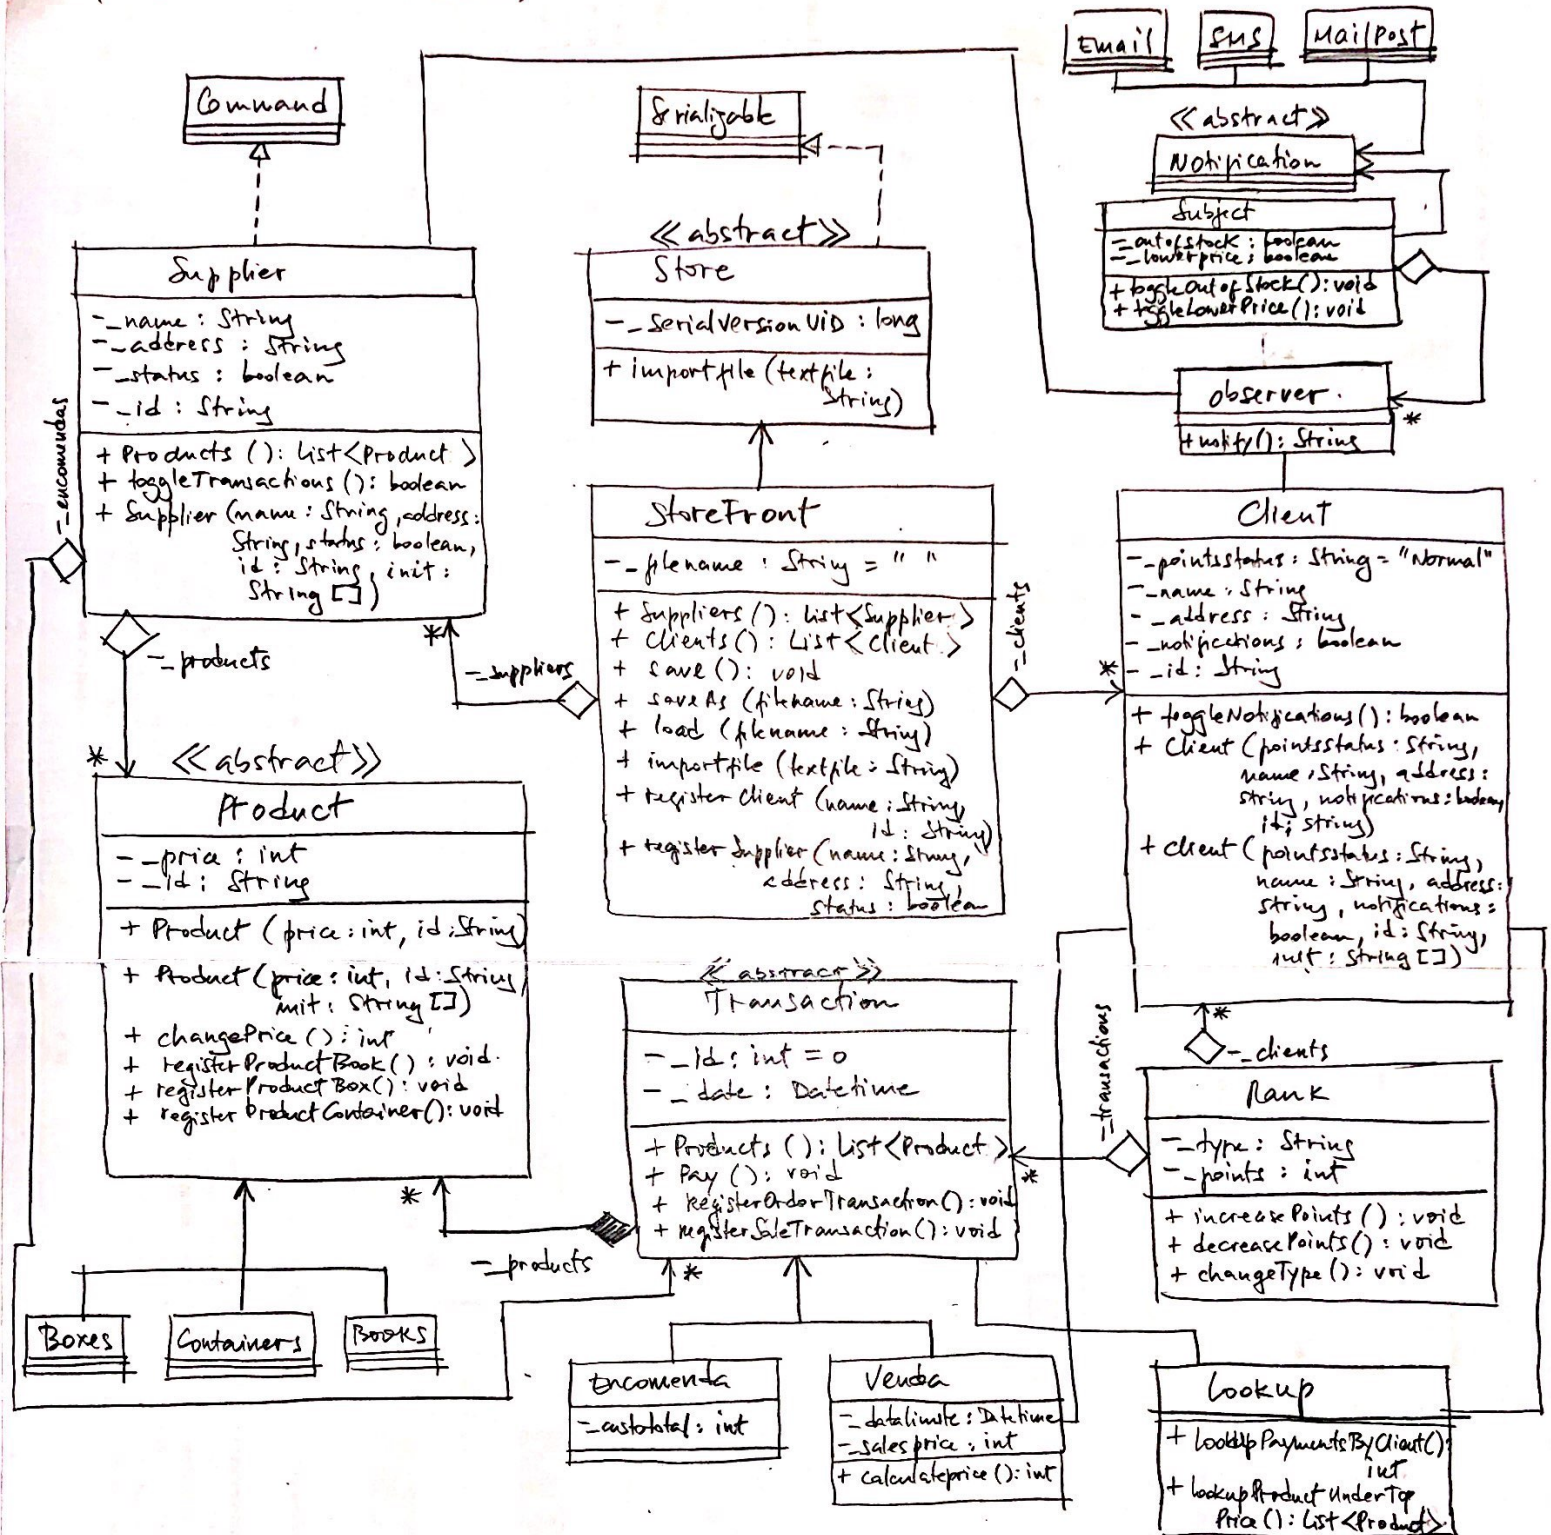 Email
SMS
MailPost
Command
Serializable
<<abstract>>
Notification
Subject
-_outofstock : boolean
-_lowerprice : boolean
+ toggleOutofStock() : void
+ toggleLowerPrice() : void
<<abstract>>
Store
-_serialVersionUID : long
+ importfile (textfile :
String)
Supplier
-_name : String
-_address : String
-_status : boolean
-_id : String
+ Products () : List<Product>
+ toggleTransactions () : boolean
+ Supplier (name : String, address :
String, status : boolean,
id : String, init :
String [])
-_encomendas
observer.
+notify() : String
*
StoreFront
-_filename : String = " "
+ Suppliers () : List<Supplier>
+ Clients () : List<Client>
+ save () : void
+ saveAs (filename : String)
+ load (filename : String)
+ importfile (textfile : String)
+ register Client (name : String,
id : String)
+ register Supplier (name : String,
address : String,
status : boolean
-_clients
*
Client
-_pointsstatus : String = "Normal"
-_name : String
-_address : String
-_notifications : boolean
-_id : String
+ toggleNotifications() : boolean
+ Client (pointsstatus : String,
name : String, address :
string, notifications : boolean,
id : string)
+ client (pointsstatus : String,
name : String, address :
string, notifications :
boolean, id : String,
init : string [])
-_products
*
-_suppliers
*
<<abstract>>
Product
-_price : int
-_id : String
+ Product (price : int, id : String)
+ Product (price : int, id : String
init : String [])
+ changePrice () : int
+ registerProductBook () : void.
+ registerProductBox() : void
+ registerProductContainer() : void
<<abstract>>
Transaction
-_id : int = 0
-_date : Datetime
+ Products () : List<Product>
+ Pay () : void
+ RegisterOrderTransaction() : void
+ registerSaleTransaction() : void
-_transactions
*
*
-_clients
Rank
-_type : String
-_points : int
+ increasePoints () : void
+ decreasePoints() : void
+ changeType () : void
*
-_products
*
Boxes
Containers
Books
Encomenda
-_custototal : int
Venda
-_datalimite : Datetime
-_salesprice : int
+ calculateprice () : int
Lookup
+ LookUpPaymentsByClient() :
int
+ lookupProductUnderTop
Price () : List<Product>